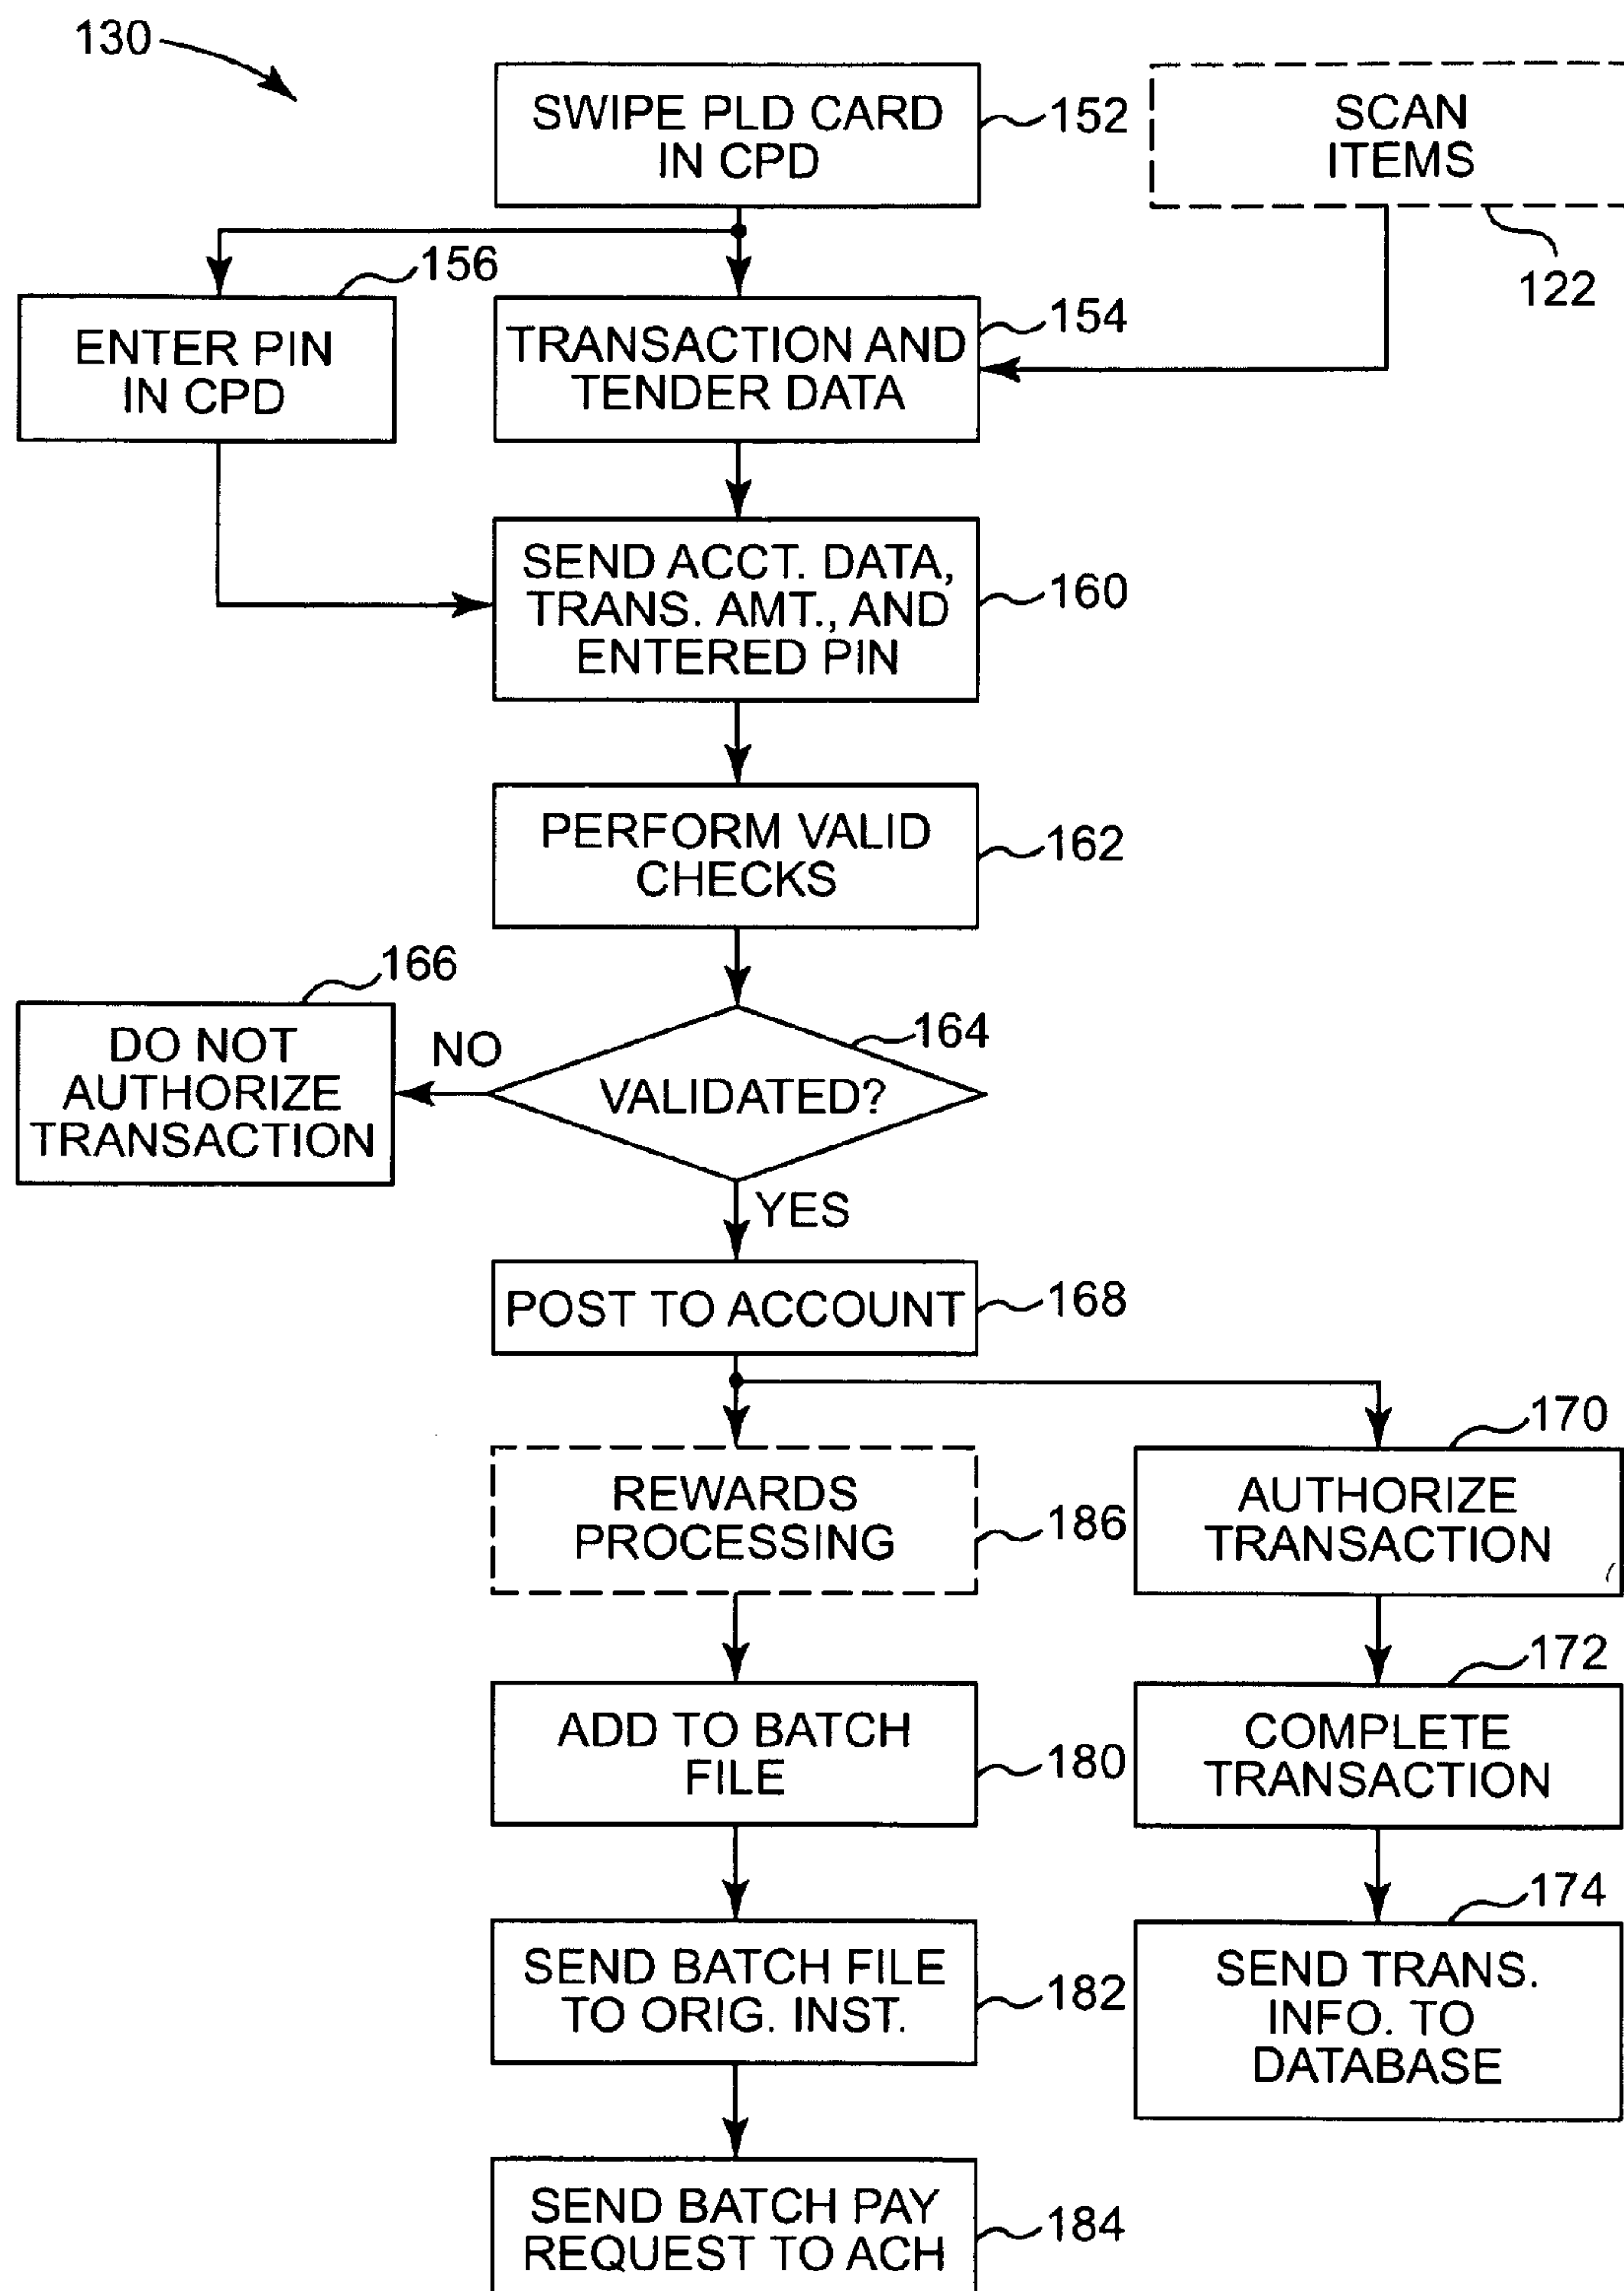 130
SWIPE PLD CARD
IN CPD
152
SCAN
ITEMS
122
156
ENTER PIN
IN CPD
TRANSACTION AND
TENDER DATA
154
SEND ACCT. DATA,
TRANS. AMT., AND
ENTERED PIN
160
PERFORM VALID
CHECKS
162
166
DO NOT
AUTHORIZE
TRANSACTION
NO
VALIDATED?
164
YES
POST TO ACCOUNT
168
REWARDS
PROCESSING
186
170
AUTHORIZE
TRANSACTION
ADD TO BATCH
FILE
180
172
COMPLETE
TRANSACTION
SEND BATCH FILE
TO ORIG. INST.
182
174
SEND TRANS.
INFO. TO
DATABASE
SEND BATCH PAY
REQUEST TO ACH
184